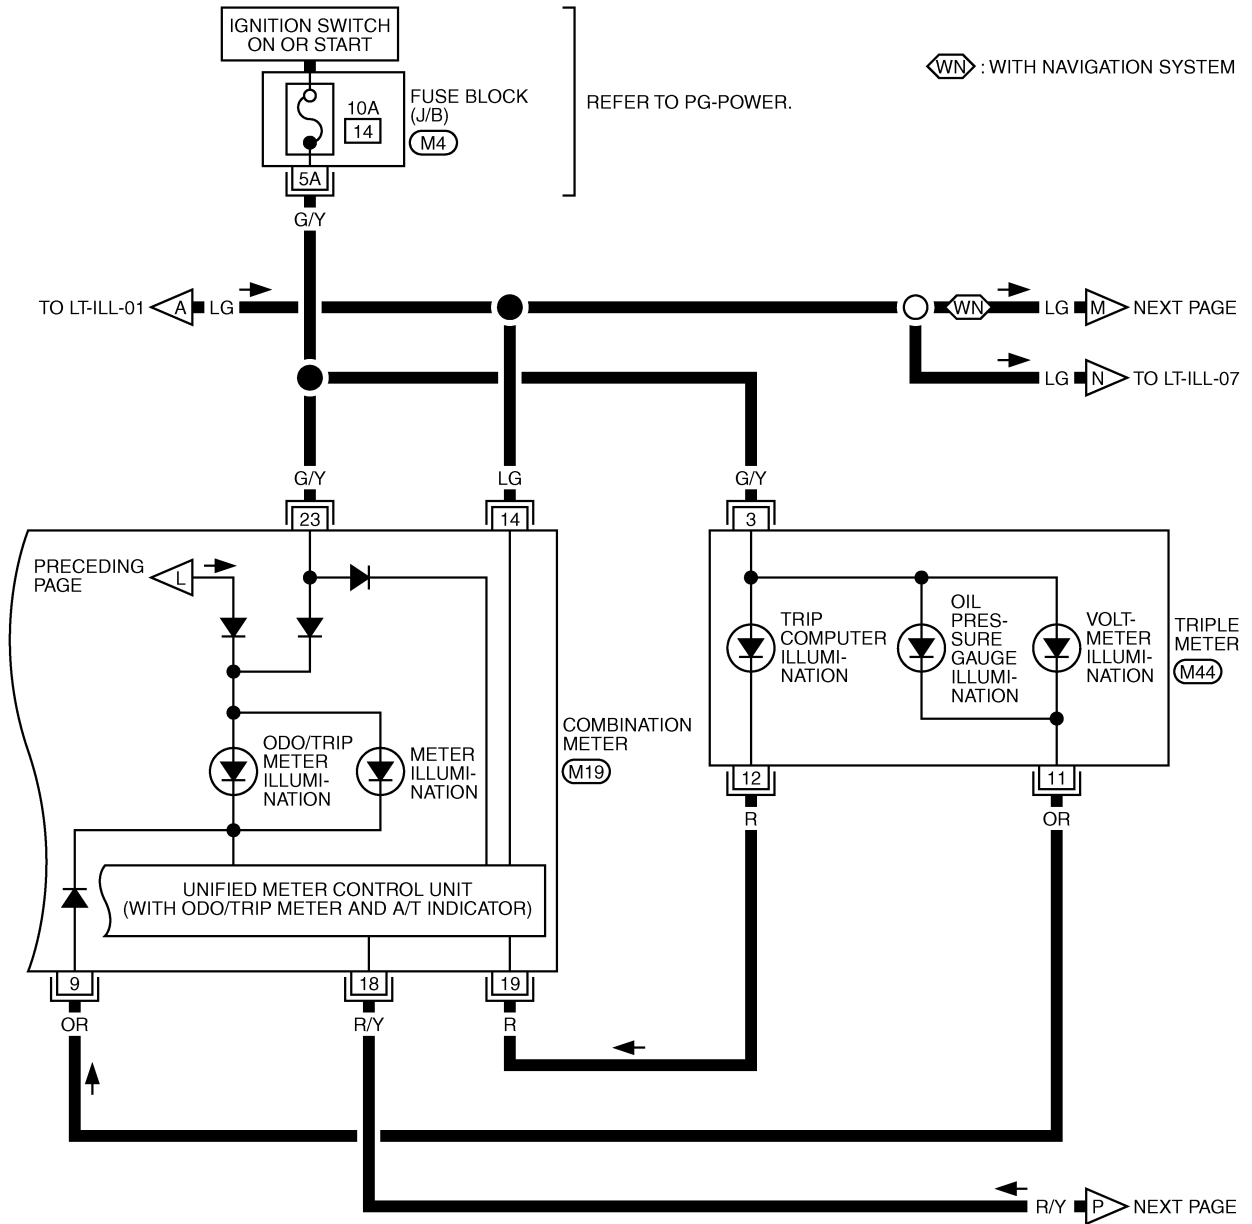 IGNITION SWITCH
ON OR START
10A
14
FUSE BLOCK
(J/B)
M4
REFER TO PG-POWER.
WN : WITH NAVIGATION SYSTEM
5A
G/Y
TO LT-ILL-01
A
LG
WN
LG
M
NEXT PAGE
LG
N
TO LT-ILL-07
G/Y
LG
G/Y
23
14
3
PRECEDING
PAGE
L
TRIP
COMPUTER
ILLUMI-
NATION
OIL
PRES-
SURE
GAUGE
ILLUMI-
NATION
VOLT-
METER
ILLUMI-
NATION
TRIPLE
METER
M44
ODO/TRIP
METER
ILLUMI-
NATION
METER
ILLUMI-
NATION
COMBINATION
METER
M19
12
11
R
OR
UNIFIED METER CONTROL UNIT
(WITH ODO/TRIP METER AND A/T INDICATOR)
9
18
19
OR
R/Y
R
R/Y
P
NEXT PAGE